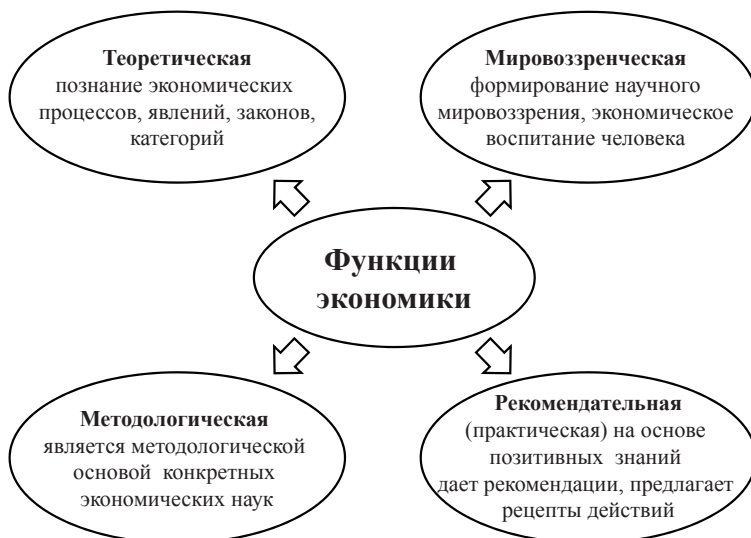 Теоретическая
познание экономических
процессов, явлений, законов,
категорий
Мировоззренческая
формирование научного
мировоззрения, экономическое
воспитание человека
Функции
экономики
Методологическая
является методологической
основой конкретных
экономических наук
Рекомендательная
(практическая) на основе
позитивных знаний
дает рекомендации, предлагает
рецепты действий